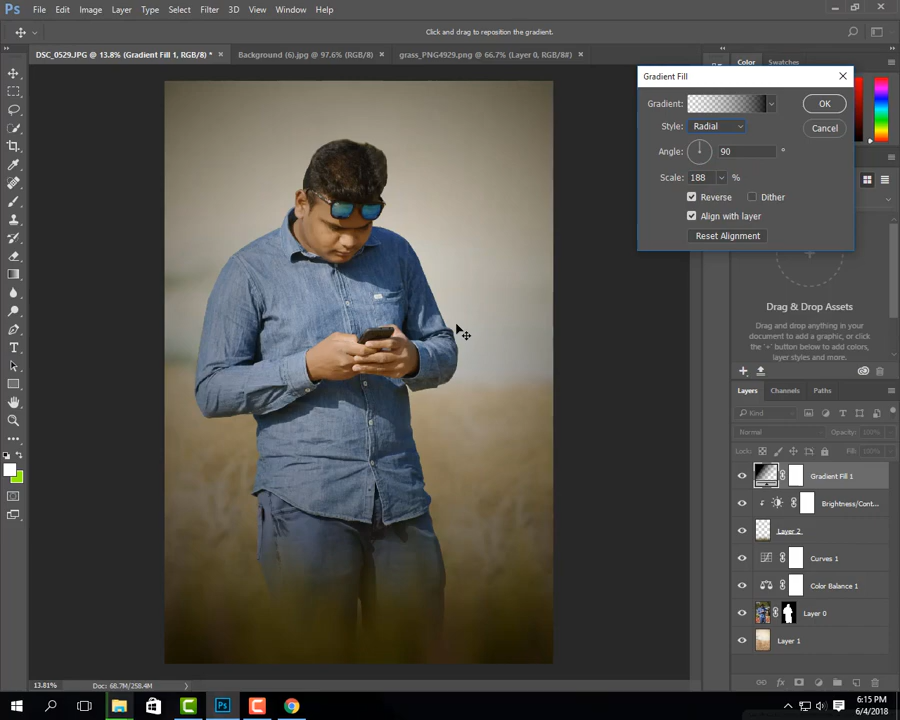 Ps File Edit Image Layer Type Select Filter 3D View Window Help
Click and drag to reposition the gradient.
DSC_0529.JPG @ 13.8% (Gradient Fill 1, RGB/8) * × Background (6).jpg @ 97.6% (RGB/8) × grass_PNG4929.png @ 66.7% (Layer 0, RGB/8#) ×
Color Swatches
Gradient Fill
Gradient: OK
Style: Radial Cancel
Angle: 90 °
Scale: 188 %
Reverse Dither
Align with layer
Reset Alignment
Drag & Drop Assets
Drag and drop anything in your
document to add a graphic, or click
the '+' button below to add colors,
layer styles and more.
Layers Channels Paths
Kind
Normal Opacity: 100%
Lock: Fill: 100%
Gradient Fill 1
Brightness/Cont...
Layer 2
Curves 1
Color Balance 1
Layer 0
Layer 1
13.81% Doc: 68.7M/258.4M
6:15 PM
6/4/2018